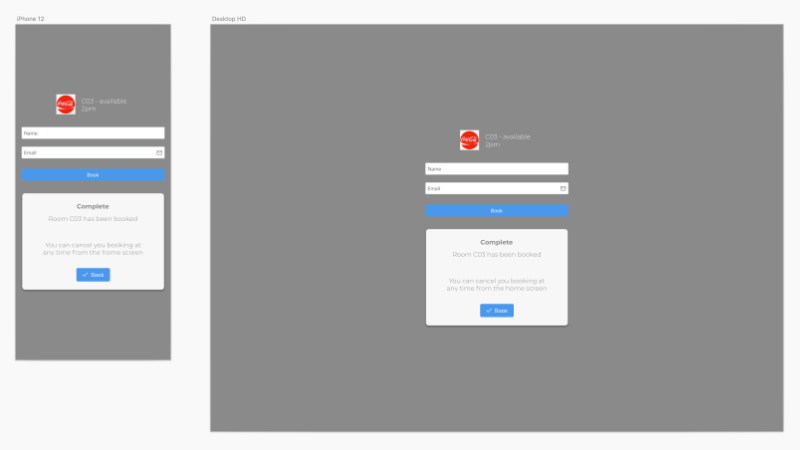 iPhone 12
Coca-Cola
C03 - available
2pm
Name
Email
Book
Complete
Room C03 has been booked
You can cancel you booking at
any time from the home screen
Desktop HD
Coca-Cola
C03 - available
2pm
Name
Email
Book
Complete
Room C03 has been booked
You can cancel you booking at
any time from the home screen